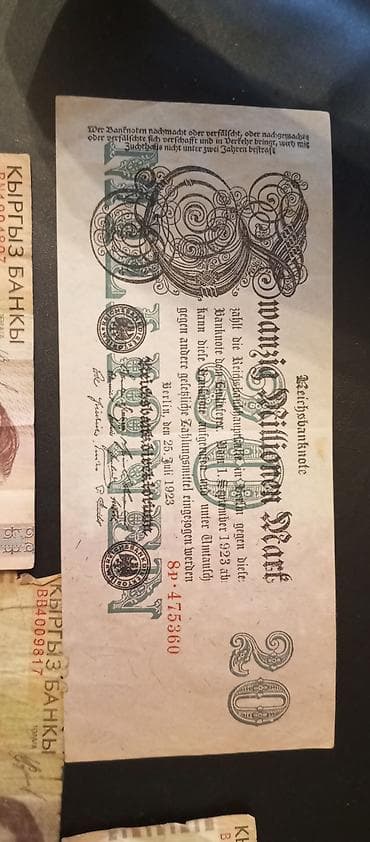 Wer Banknoten nachmacht oder verfälscht, oder nachgemachte
oder verfälschte sich verschafft und in Verkehr bringt, wird mit
Zuchthaus nicht unter zwei Jahren bestraft
Reichsbanknote
Zwanzig Millionen Mark
20
zahlt die Reichsbankhauptkasse in Berlin gegen diese
Banknote dem Einlieferer. Vom 1. September 1923 ab
kann diese Banknote aufgerufen und unter Umtausch
gegen andere gesetzliche Zahlungsmittel eingezogen werden
Berlin, den 25. Juli 1923
Reichsbankdirektorium
MILLIONEN
8P·475360
20
КЫРГЫЗ БАНКЫ
КЫРГЫЗ БАНКЫ
BB4009817
КЫ
B